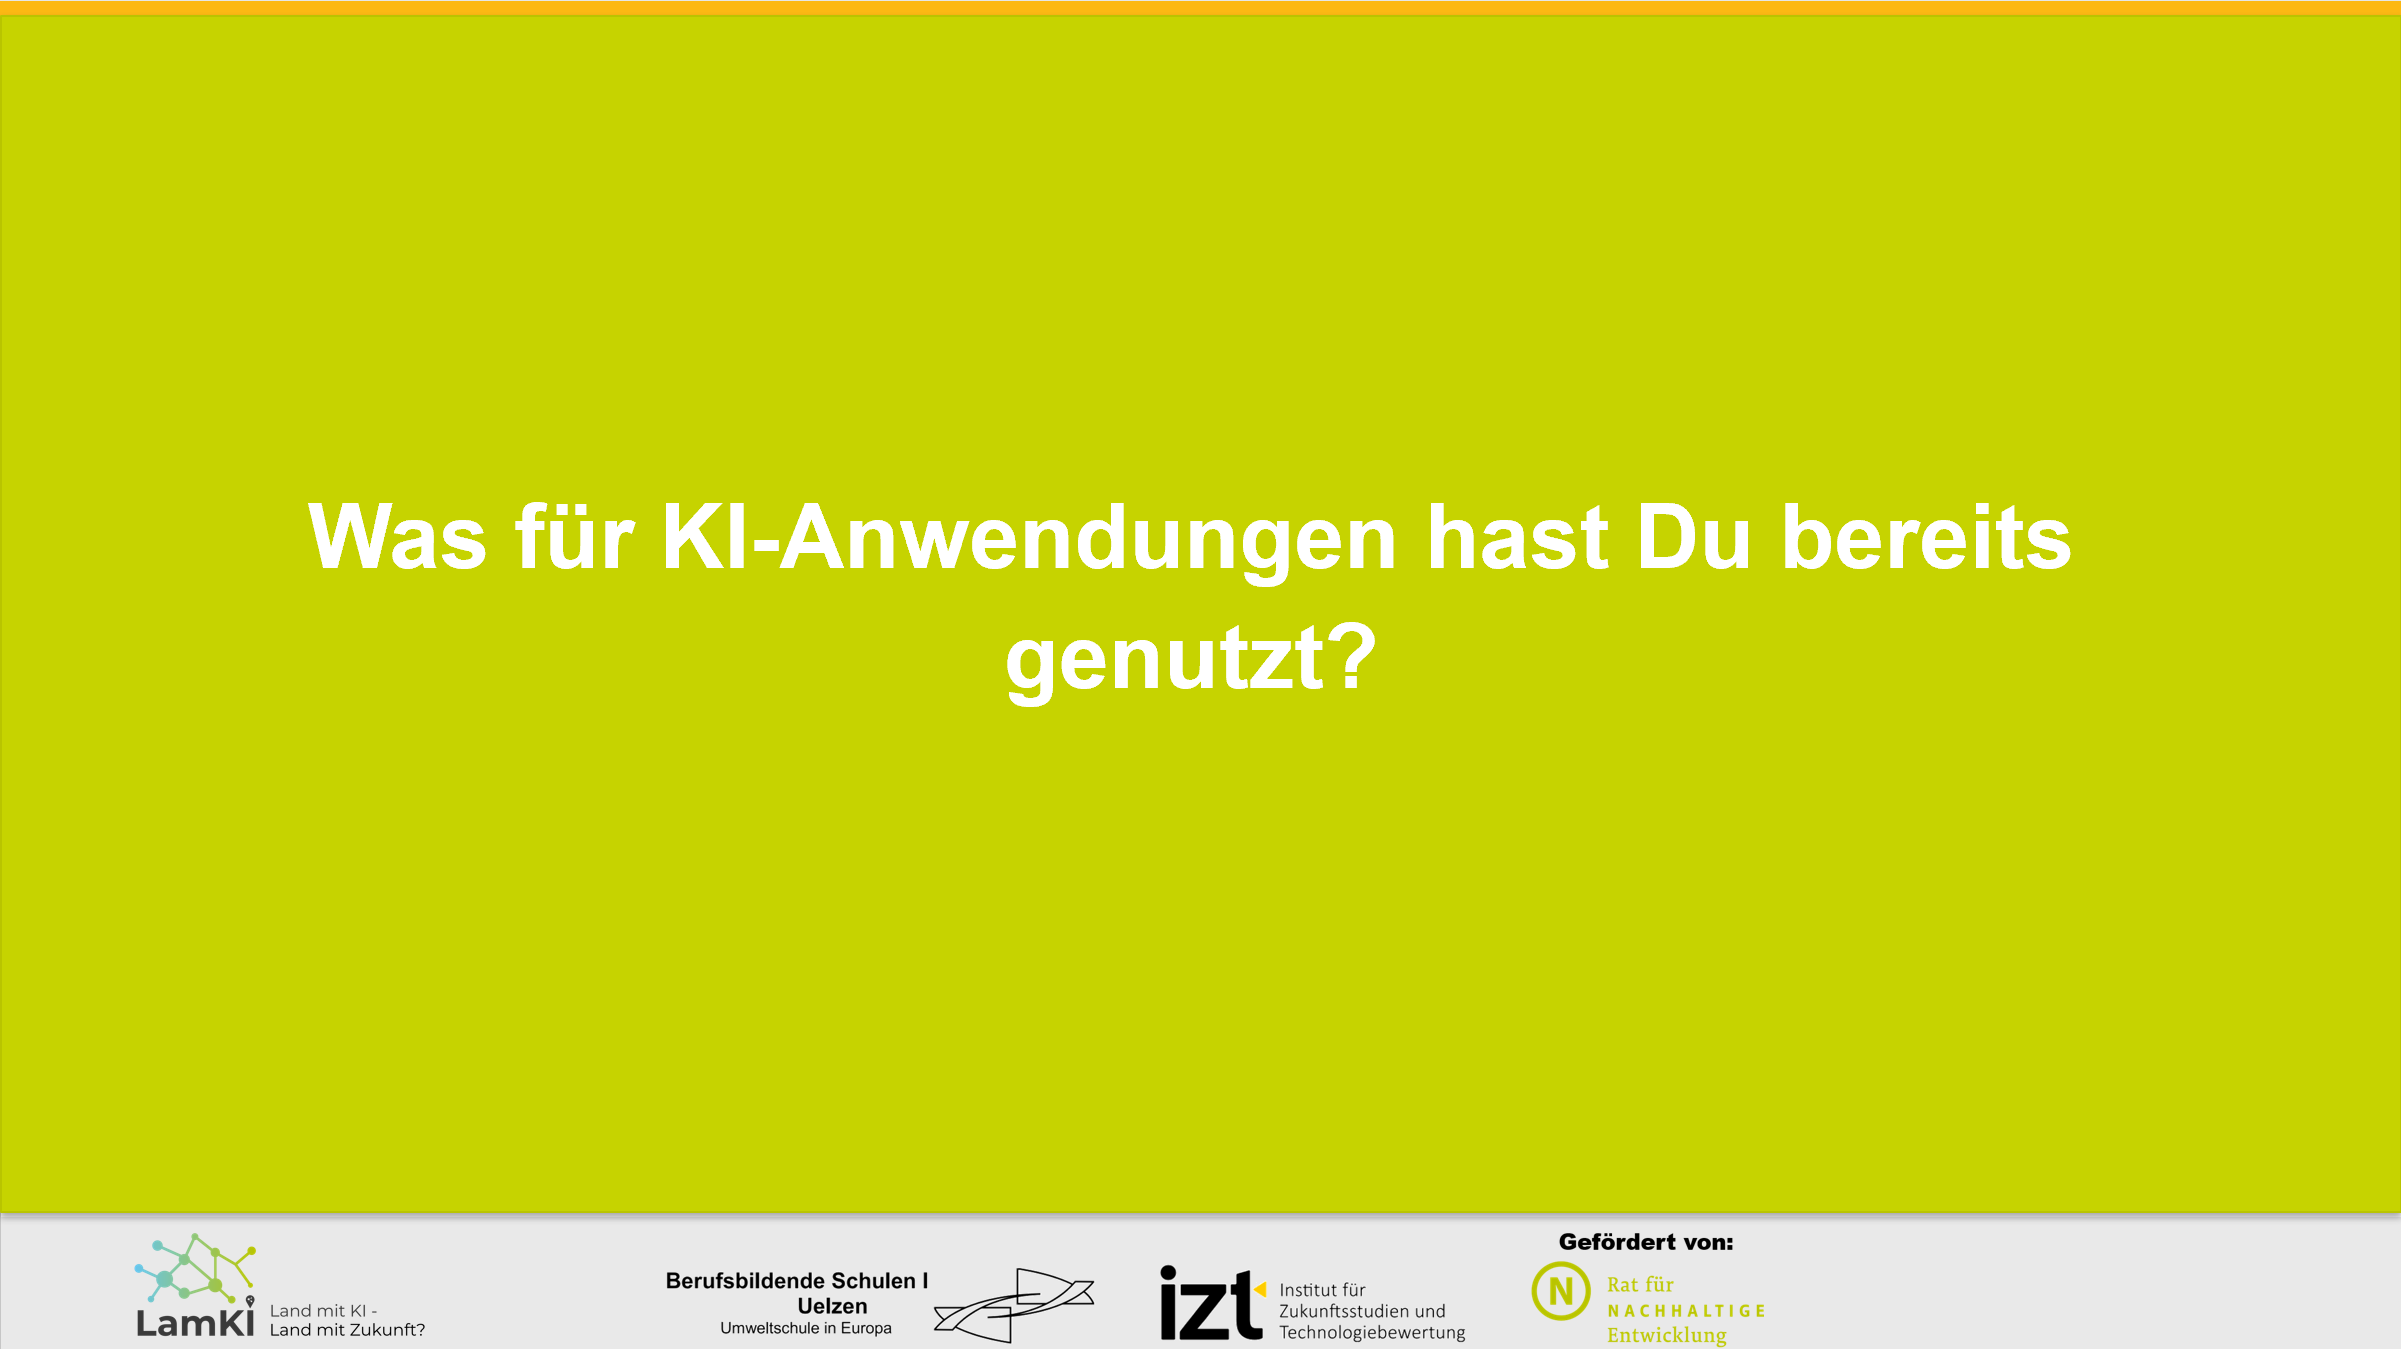 Was für KI-Anwendungen hast Du bereits
genutzt?
LamKI
Land mit KI -
Land mit Zukunft?
Berufsbildende Schulen I
Uelzen
Umweltschule in Europa
izt
Institut für
Zukunftsstudien und
Technologiebewertung
Gefördert von:
N
Rat für
NACHHALTIGE
Entwicklung